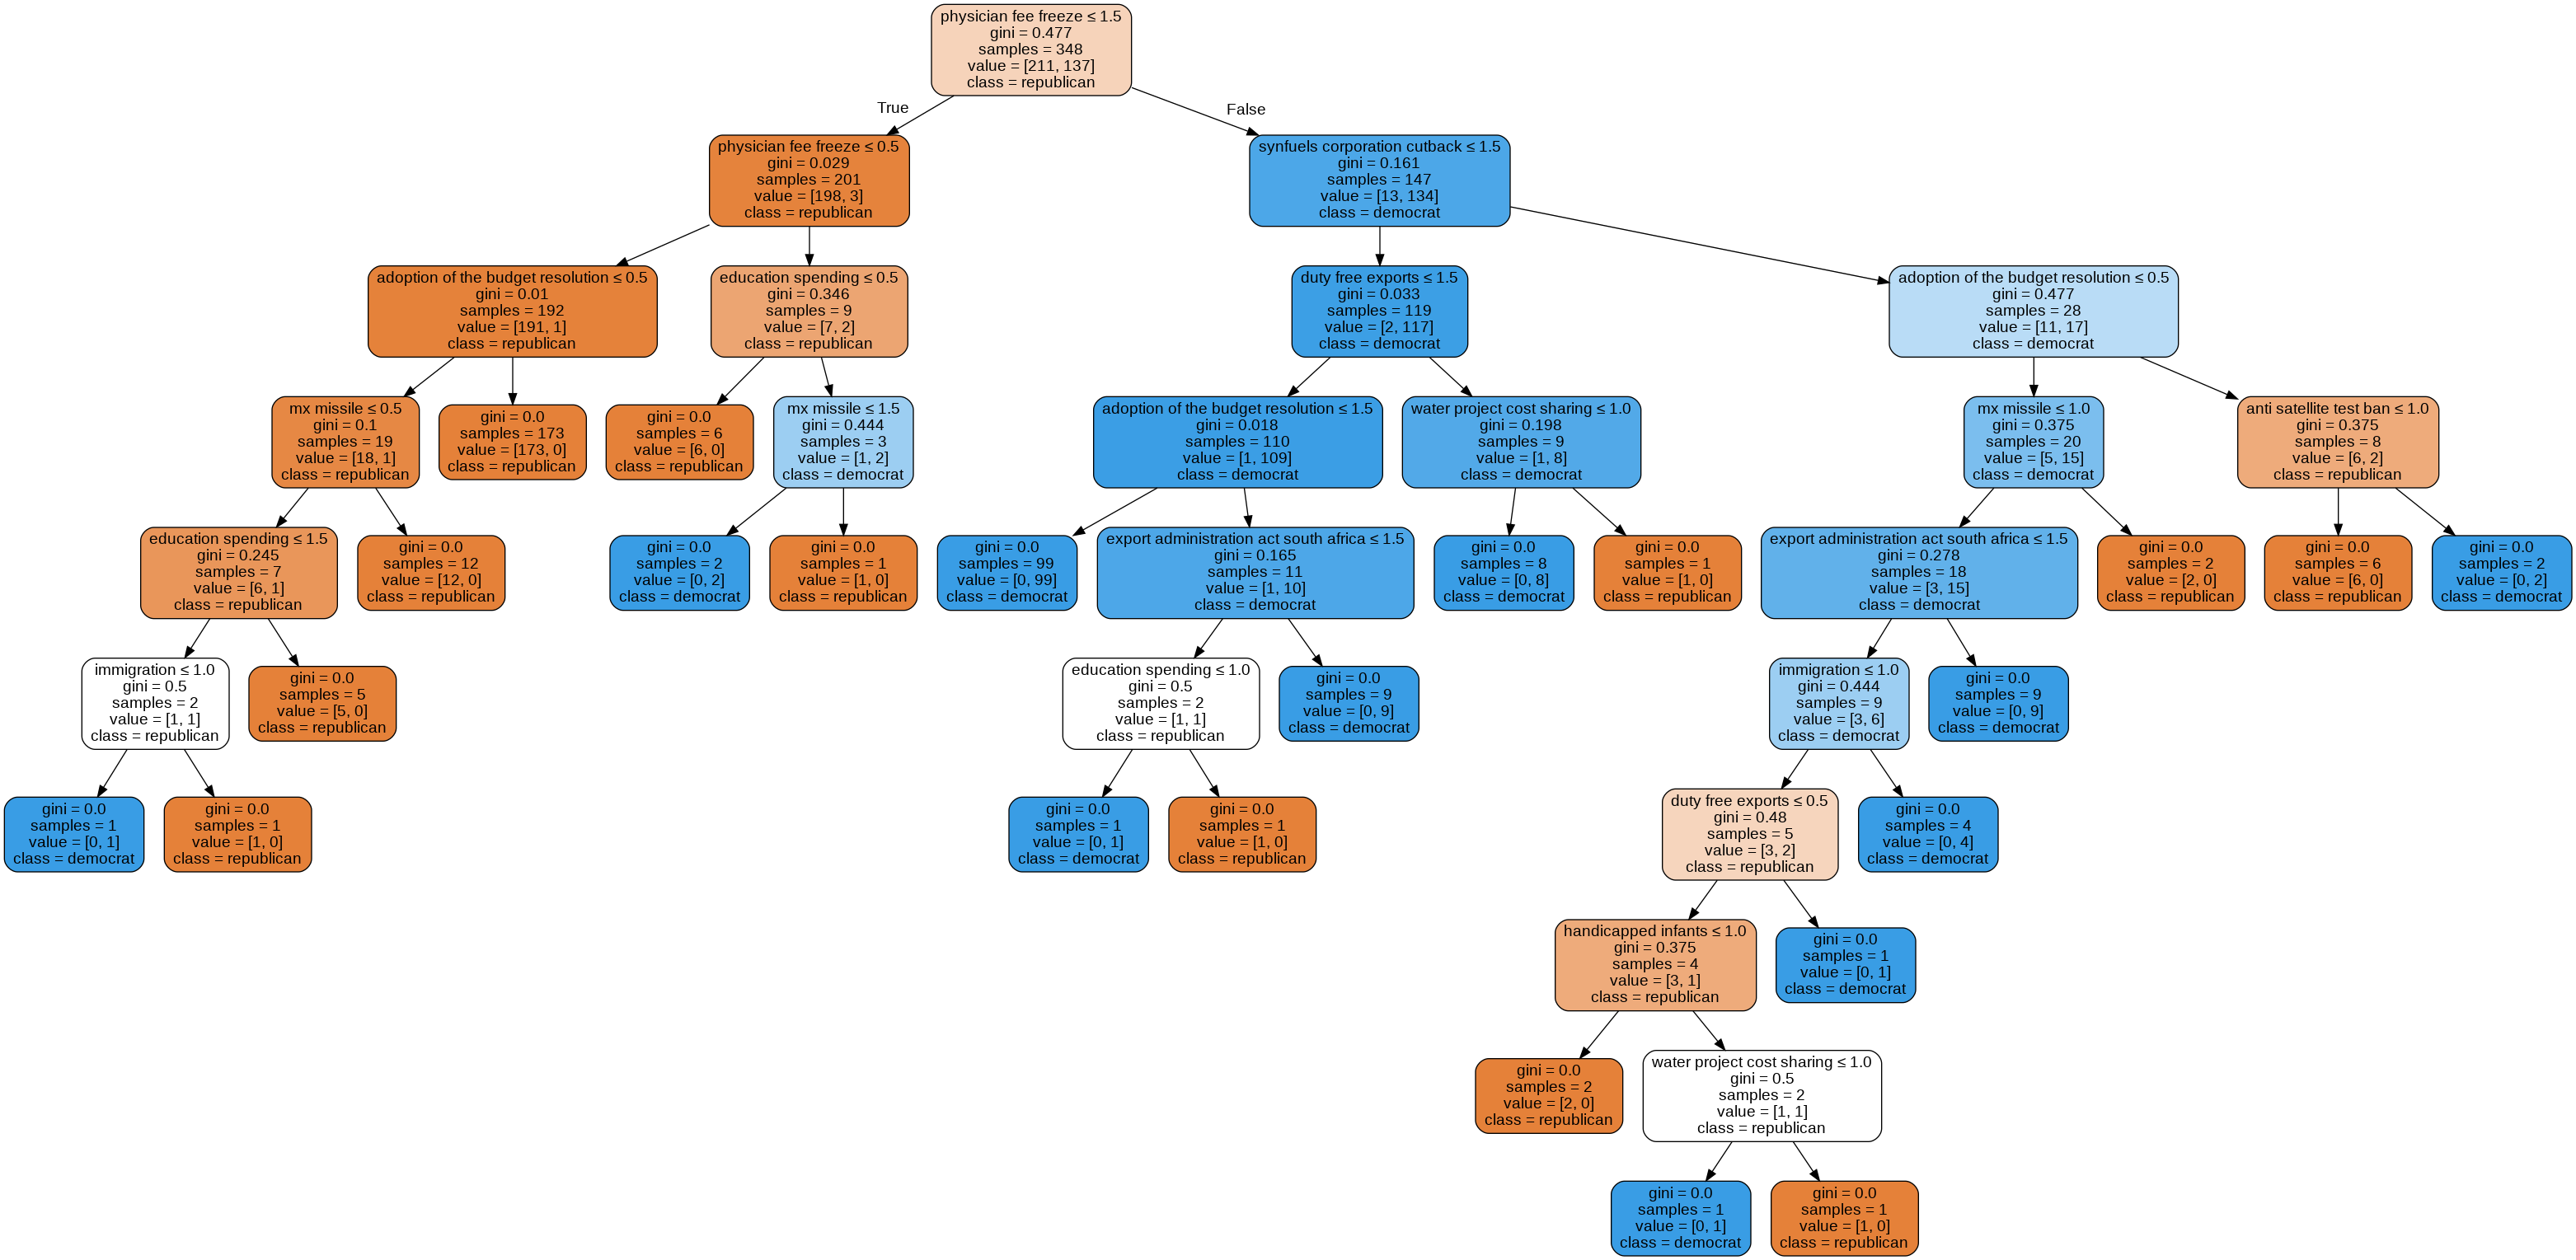 physician fee freeze ≤ 1.5
gini = 0.477
samples = 348
value = [211, 137]
class = republican
True
False
physician fee freeze ≤ 0.5
gini = 0.029
samples = 201
value = [198, 3]
class = republican
synfuels corporation cutback ≤ 1.5
gini = 0.161
samples = 147
value = [13, 134]
class = democrat
adoption of the budget resolution ≤ 0.5
gini = 0.01
samples = 192
value = [191, 1]
class = republican
education spending ≤ 0.5
gini = 0.346
samples = 9
value = [7, 2]
class = republican
duty free exports ≤ 1.5
gini = 0.033
samples = 119
value = [2, 117]
class = democrat
adoption of the budget resolution ≤ 0.5
gini = 0.477
samples = 28
value = [11, 17]
class = democrat
mx missile ≤ 0.5
gini = 0.1
samples = 19
value = [18, 1]
class = republican
gini = 0.0
samples = 173
value = [173, 0]
class = republican
gini = 0.0
samples = 6
value = [6, 0]
class = republican
mx missile ≤ 1.5
gini = 0.444
samples = 3
value = [1, 2]
class = democrat
adoption of the budget resolution ≤ 1.5
gini = 0.018
samples = 110
value = [1, 109]
class = democrat
water project cost sharing ≤ 1.0
gini = 0.198
samples = 9
value = [1, 8]
class = democrat
mx missile ≤ 1.0
gini = 0.375
samples = 20
value = [5, 15]
class = democrat
anti satellite test ban ≤ 1.0
gini = 0.375
samples = 8
value = [6, 2]
class = republican
education spending ≤ 1.5
gini = 0.245
samples = 7
value = [6, 1]
class = republican
gini = 0.0
samples = 12
value = [12, 0]
class = republican
gini = 0.0
samples = 2
value = [0, 2]
class = democrat
gini = 0.0
samples = 1
value = [1, 0]
class = republican
gini = 0.0
samples = 99
value = [0, 99]
class = democrat
export administration act south africa ≤ 1.5
gini = 0.165
samples = 11
value = [1, 10]
class = democrat
gini = 0.0
samples = 8
value = [0, 8]
class = democrat
gini = 0.0
samples = 1
value = [1, 0]
class = republican
export administration act south africa ≤ 1.5
gini = 0.278
samples = 18
value = [3, 15]
class = democrat
gini = 0.0
samples = 2
value = [2, 0]
class = republican
gini = 0.0
samples = 6
value = [6, 0]
class = republican
gini = 0.0
samples = 2
value = [0, 2]
class = democrat
immigration ≤ 1.0
gini = 0.5
samples = 2
value = [1, 1]
class = republican
gini = 0.0
samples = 5
value = [5, 0]
class = republican
education spending ≤ 1.0
gini = 0.5
samples = 2
value = [1, 1]
class = republican
gini = 0.0
samples = 9
value = [0, 9]
class = democrat
immigration ≤ 1.0
gini = 0.444
samples = 9
value = [3, 6]
class = democrat
gini = 0.0
samples = 9
value = [0, 9]
class = democrat
gini = 0.0
samples = 1
value = [0, 1]
class = democrat
gini = 0.0
samples = 1
value = [1, 0]
class = republican
gini = 0.0
samples = 1
value = [0, 1]
class = democrat
gini = 0.0
samples = 1
value = [1, 0]
class = republican
duty free exports ≤ 0.5
gini = 0.48
samples = 5
value = [3, 2]
class = republican
gini = 0.0
samples = 4
value = [0, 4]
class = democrat
handicapped infants ≤ 1.0
gini = 0.375
samples = 4
value = [3, 1]
class = republican
gini = 0.0
samples = 1
value = [0, 1]
class = democrat
gini = 0.0
samples = 2
value = [2, 0]
class = republican
water project cost sharing ≤ 1.0
gini = 0.5
samples = 2
value = [1, 1]
class = republican
gini = 0.0
samples = 1
value = [0, 1]
class = democrat
gini = 0.0
samples = 1
value = [1, 0]
class = republican